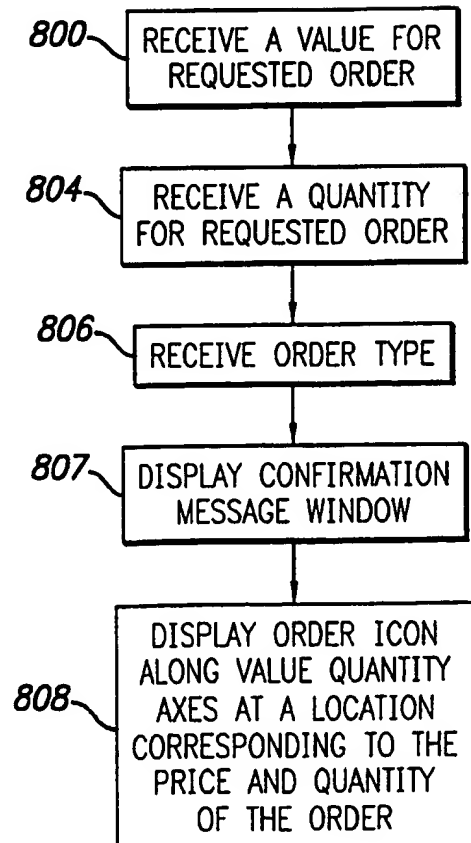 800
RECEIVE A VALUE FOR
REQUESTED ORDER
804
RECEIVE A QUANTITY
FOR REQUESTED ORDER
806
RECEIVE ORDER TYPE
807
DISPLAY CONFIRMATION
MESSAGE WINDOW
808
DISPLAY ORDER ICON
ALONG VALUE QUANTITY
AXES AT A LOCATION
CORRESPONDING TO THE
PRICE AND QUANTITY
OF THE ORDER